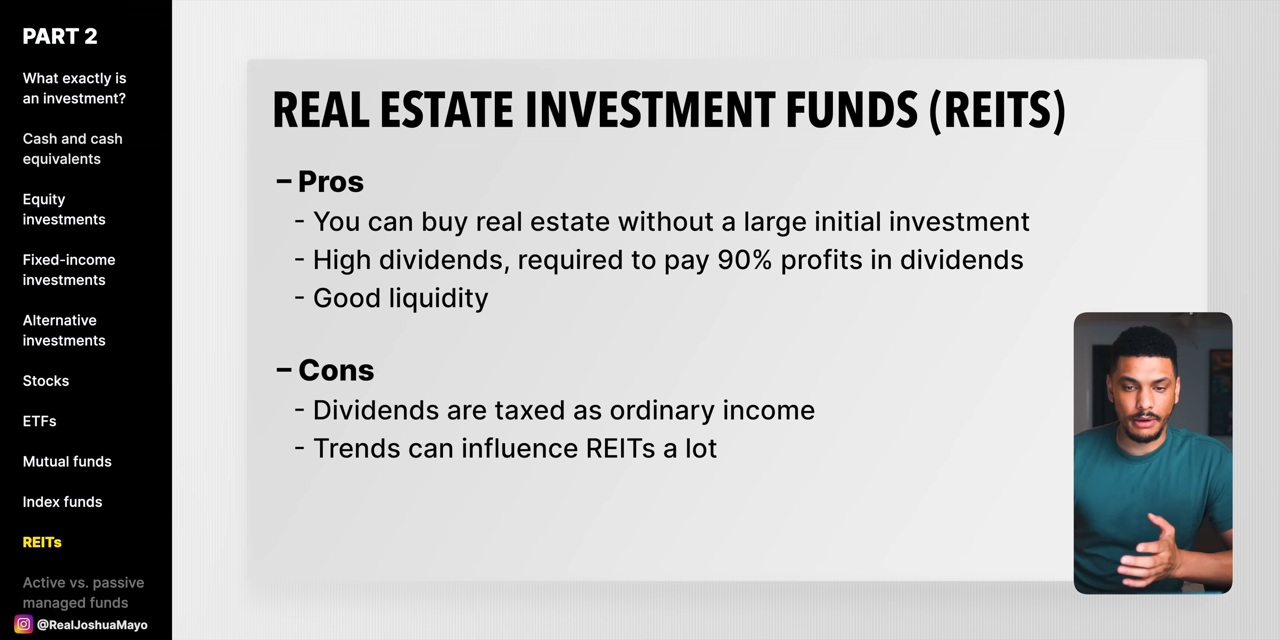 PART 2
What exactly is
an investment?
Cash and cash
equivalents
Equity
investments
Fixed-income
investments
Alternative
investments
Stocks
ETFs
Mutual funds
Index funds
REITs
Active vs. passive
managed funds
@RealJoshuaMayo
REAL ESTATE INVESTMENT FUNDS (REITS)
– Pros
- You can buy real estate without a large initial investment
- High dividends, required to pay 90% profits in dividends
- Good liquidity
– Cons
- Dividends are taxed as ordinary income
- Trends can influence REITs a lot